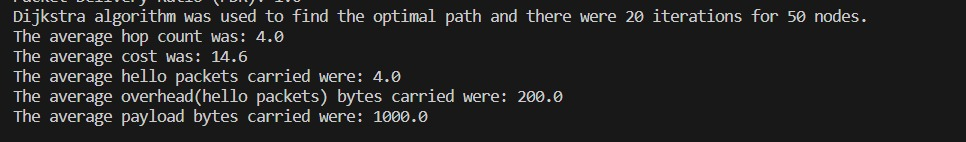 Packet Delivery Ratio (PDR): 1.0
Dijkstra algorithm was used to find the optimal path and there were 20 iterations for 50 nodes.
The average hop count was: 4.0
The average cost was: 14.6
The average hello packets carried were: 4.0
The average overhead(hello packets) bytes carried were: 200.0
The average payload bytes carried were: 1000.0